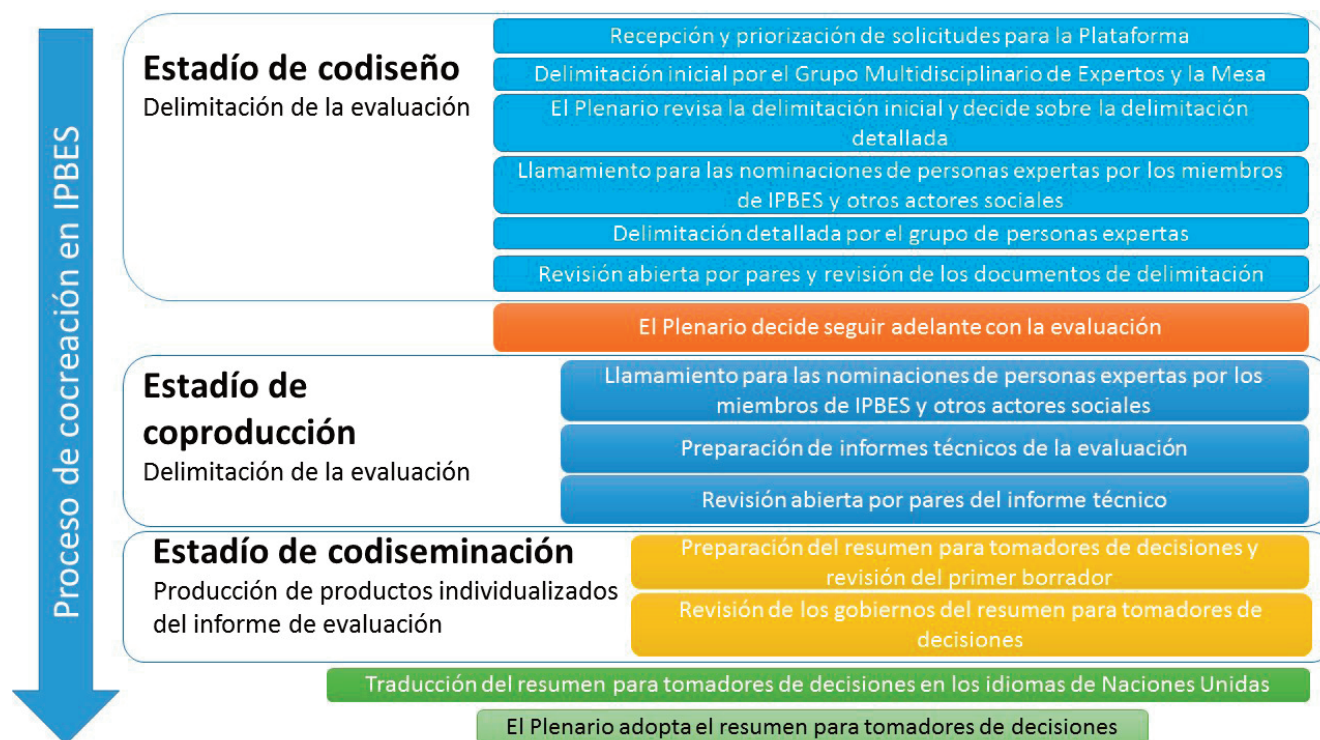 Proceso de cocreación en IPBES
Estadío de codiseño
Delimitación de la evaluación
Recepción y priorización de solicitudes para la Plataforma
Delimitación inicial por el Grupo Multidisciplinario de Expertos y la Mesa
El Plenario revisa la delimitación inicial y decide sobre la delimitación
detallada
Llamamiento para las nominaciones de personas expertas por los miembros
de IPBES y otros actores sociales
Delimitación detallada por el grupo de personas expertas
Revisión abierta por pares y revisión de los documentos de delimitación
El Plenario decide seguir adelante con la evaluación
Estadío de
coproducción
Delimitación de la evaluación
Llamamiento para las nominaciones de personas expertas por los
miembros de IPBES y otros actores sociales
Preparación de informes técnicos de la evaluación
Revisión abierta por pares del informe técnico
Estadío de codiseminación
Producción de productos individualizados
del informe de evaluación
Preparación del resumen para tomadores de decisiones y
revisión del primer borrador
Revisión de los gobiernos del resumen para tomadores de
decisiones
Traducción del resumen para tomadores de decisiones en los idiomas de Naciones Unidas
El Plenario adopta el resumen para tomadores de decisiones